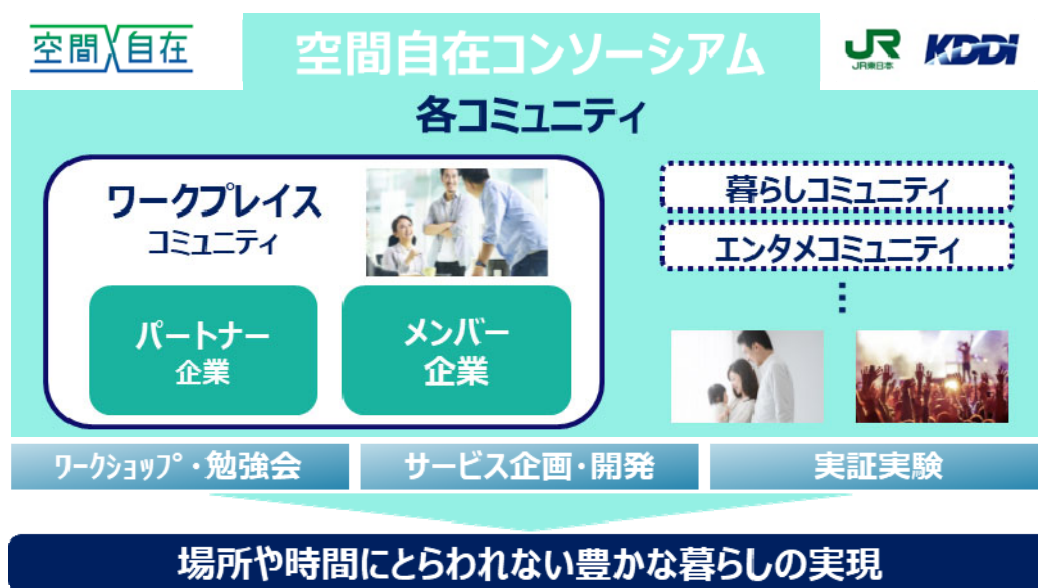 空間自在
空間自在コンソーシアム
JR
JR東日本
KDDI
各コミュニティ
ワークプレイス
コミュニティ
パートナー
企業
メンバー
企業
暮らしコミュニティ
エンタメコミュニティ
⋮
ﾜｰｸｼｮｯﾌﾟ・勉強会
サービス企画・開発
実証実験
場所や時間にとらわれない豊かな暮らしの実現